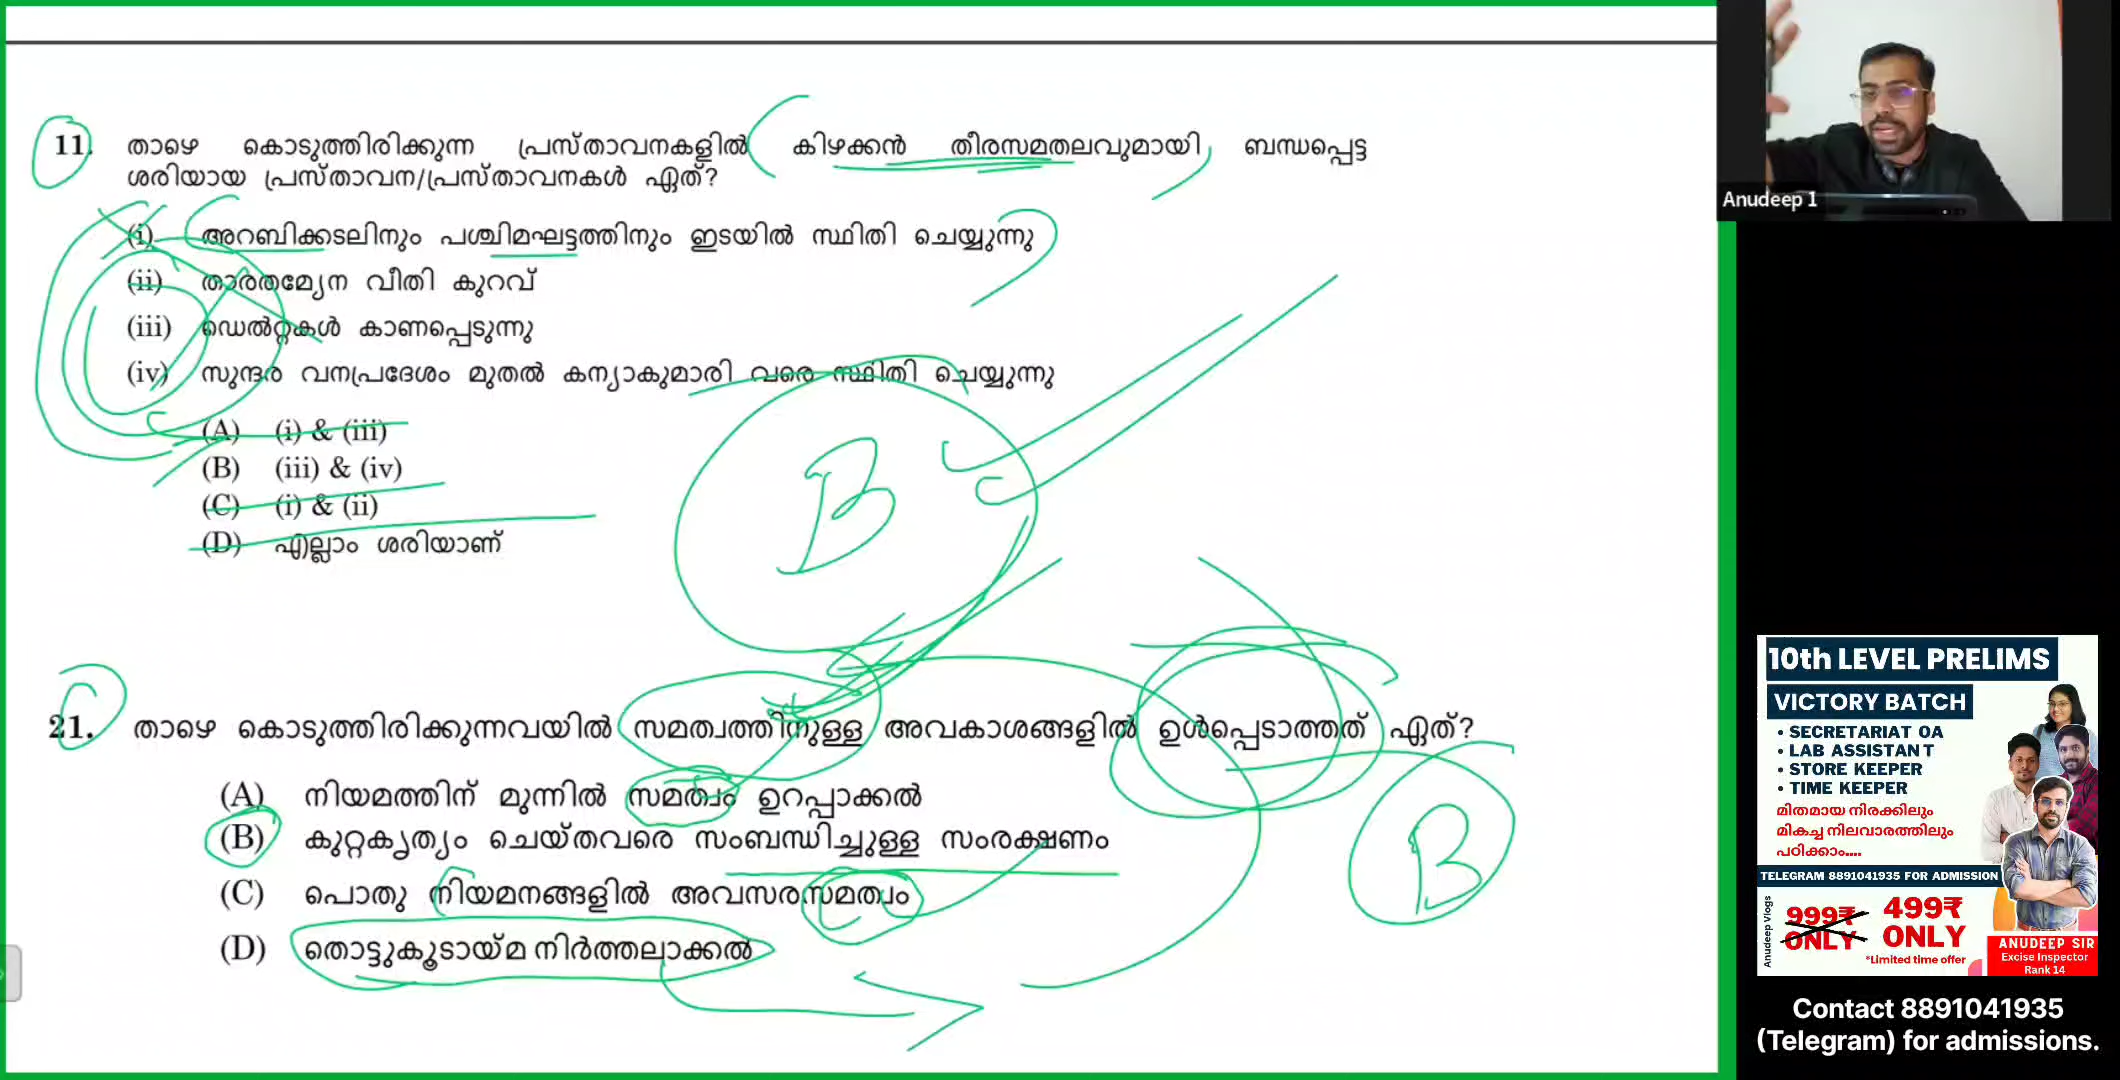 11. താഴെ കൊടുത്തിരിക്കുന്ന പ്രസ്താവനകളിൽ കിഴക്കൻ തീരസമതലവുമായി ബന്ധപ്പെട്ട
ശരിയായ പ്രസ്താവന/പ്രസ്താവനകൾ ഏത്?
(i) അറബിക്കടലിനും പശ്ചിമഘട്ടത്തിനും ഇടയിൽ സ്ഥിതി ചെയ്യുന്നു
(ii) താരതമ്യേന വീതി കുറവ്
(iii) ഡെൽറ്റകൾ കാണപ്പെടുന്നു
(iv) സുന്ദര വനപ്രദേശം മുതൽ കന്യാകുമാരി വരെ സ്ഥിതി ചെയ്യുന്നു
(A) (i) & (iii)
(B) (iii) & (iv)
(C) (i) & (ii)
(D) എല്ലാം ശരിയാണ്
B
21. താഴെ കൊടുത്തിരിക്കുന്നവയിൽ സമത്വത്തിനുള്ള അവകാശങ്ങളിൽ ഉൾപ്പെടാത്തത് ഏത്?
(A) നിയമത്തിന് മുന്നിൽ സമത്വം ഉറപ്പാക്കൽ
(B) കുറ്റകൃത്യം ചെയ്തവരെ സംബന്ധിച്ചുള്ള സംരക്ഷണം
(C) പൊതു നിയമനങ്ങളിൽ അവസരസമത്വം
(D) തൊട്ടുകൂടായ്മ നിർത്തലാക്കൽ
B
Anudeep 1
10th LEVEL PRELIMS
VICTORY BATCH
• SECRETARIAT OA
• LAB ASSISTANT
• STORE KEEPER
• TIME KEEPER
മിതമായ നിരക്കിലും
മികച്ച നിലവാരത്തിലും
പഠിക്കാം....
TELEGRAM 8891041935 FOR ADMISSION
Anudeep Vlogs
999₹
ONLY
499₹
ONLY
*Limited time offer
ANUDEEP SIR
Excise Inspector
Rank 14
Contact 8891041935
(Telegram) for admissions.